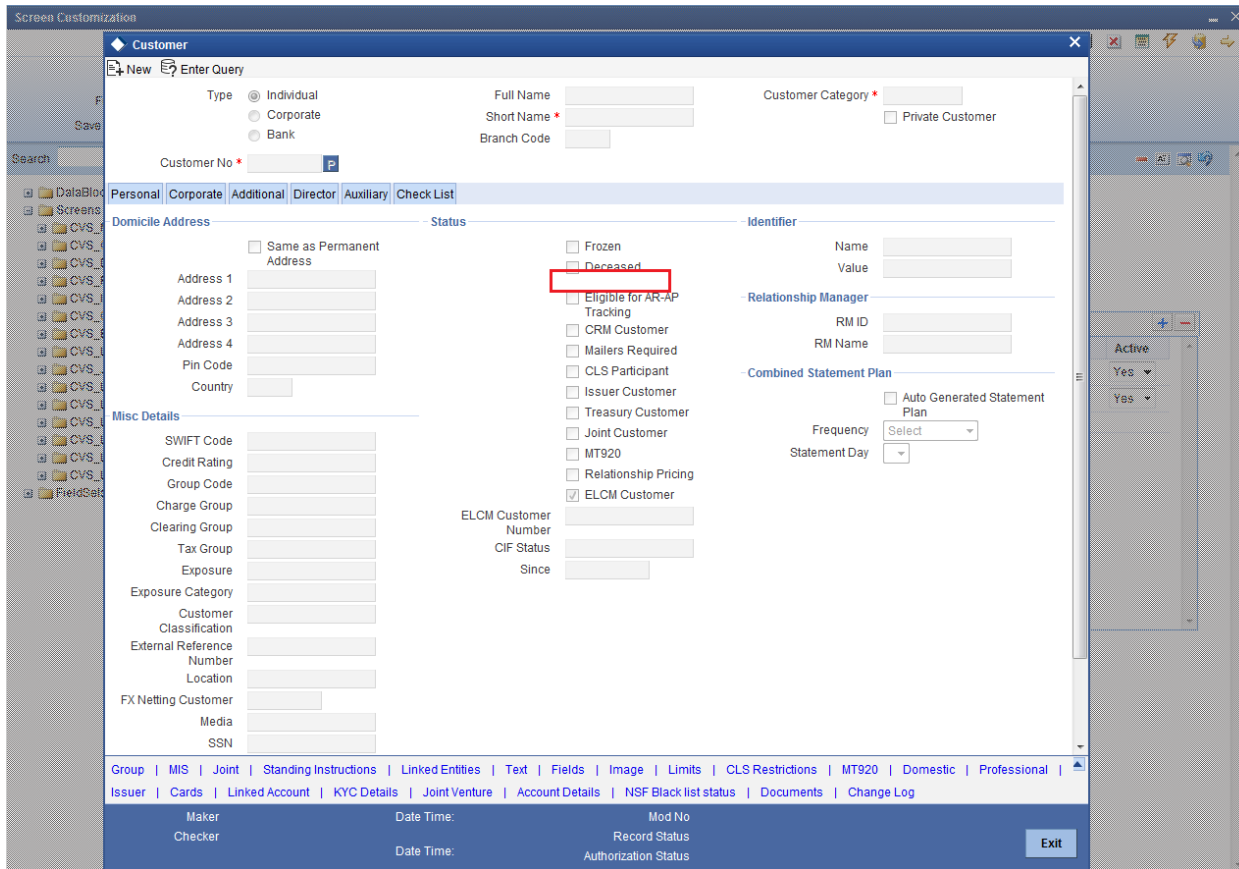 Screen Customization
Customer
New Enter Query
Type Individual Full Name Customer Category *
Corporate Short Name * Private Customer
Bank Branch Code
Save
Search Customer No * P
Personal Corporate Additional Director Auxiliary Check List
Domicile Address Status Identifier
Screens
Same as Permanent Frozen Name
Address
Deceased Value
Address 1
Address 2 Eligible for AR-AP Relationship Manager
Tracking
Address 3 CRM Customer RM ID
Address 4 Mailers Required RM Name Active
Pin Code CLS Participant Combined Statement Plan Yes
Country Issuer Customer Auto Generated Statement Yes
Plan
Misc Details Treasury Customer
SWIFT Code Joint Customer Frequency Select
Credit Rating MT920 Statement Day
Group Code Relationship Pricing
Charge Group ELCM Customer
Clearing Group ELCM Customer
Number
Tax Group CIF Status
Exposure Since
Exposure Category
Customer
Classification
External Reference
Number
Location
FX Netting Customer
Media
SSN
Group | MIS | Joint | Standing Instructions | Linked Entities | Text | Fields | Image | Limits | CLS Restrictions | MT920 | Domestic | Professional |
Issuer | Cards | Linked Account | KYC Details | Joint Venture | Account Details | NSF Black list status | Documents | Change Log
Maker Date Time: Mod No
Checker Record Status
Date Time: Authorization Status
Exit